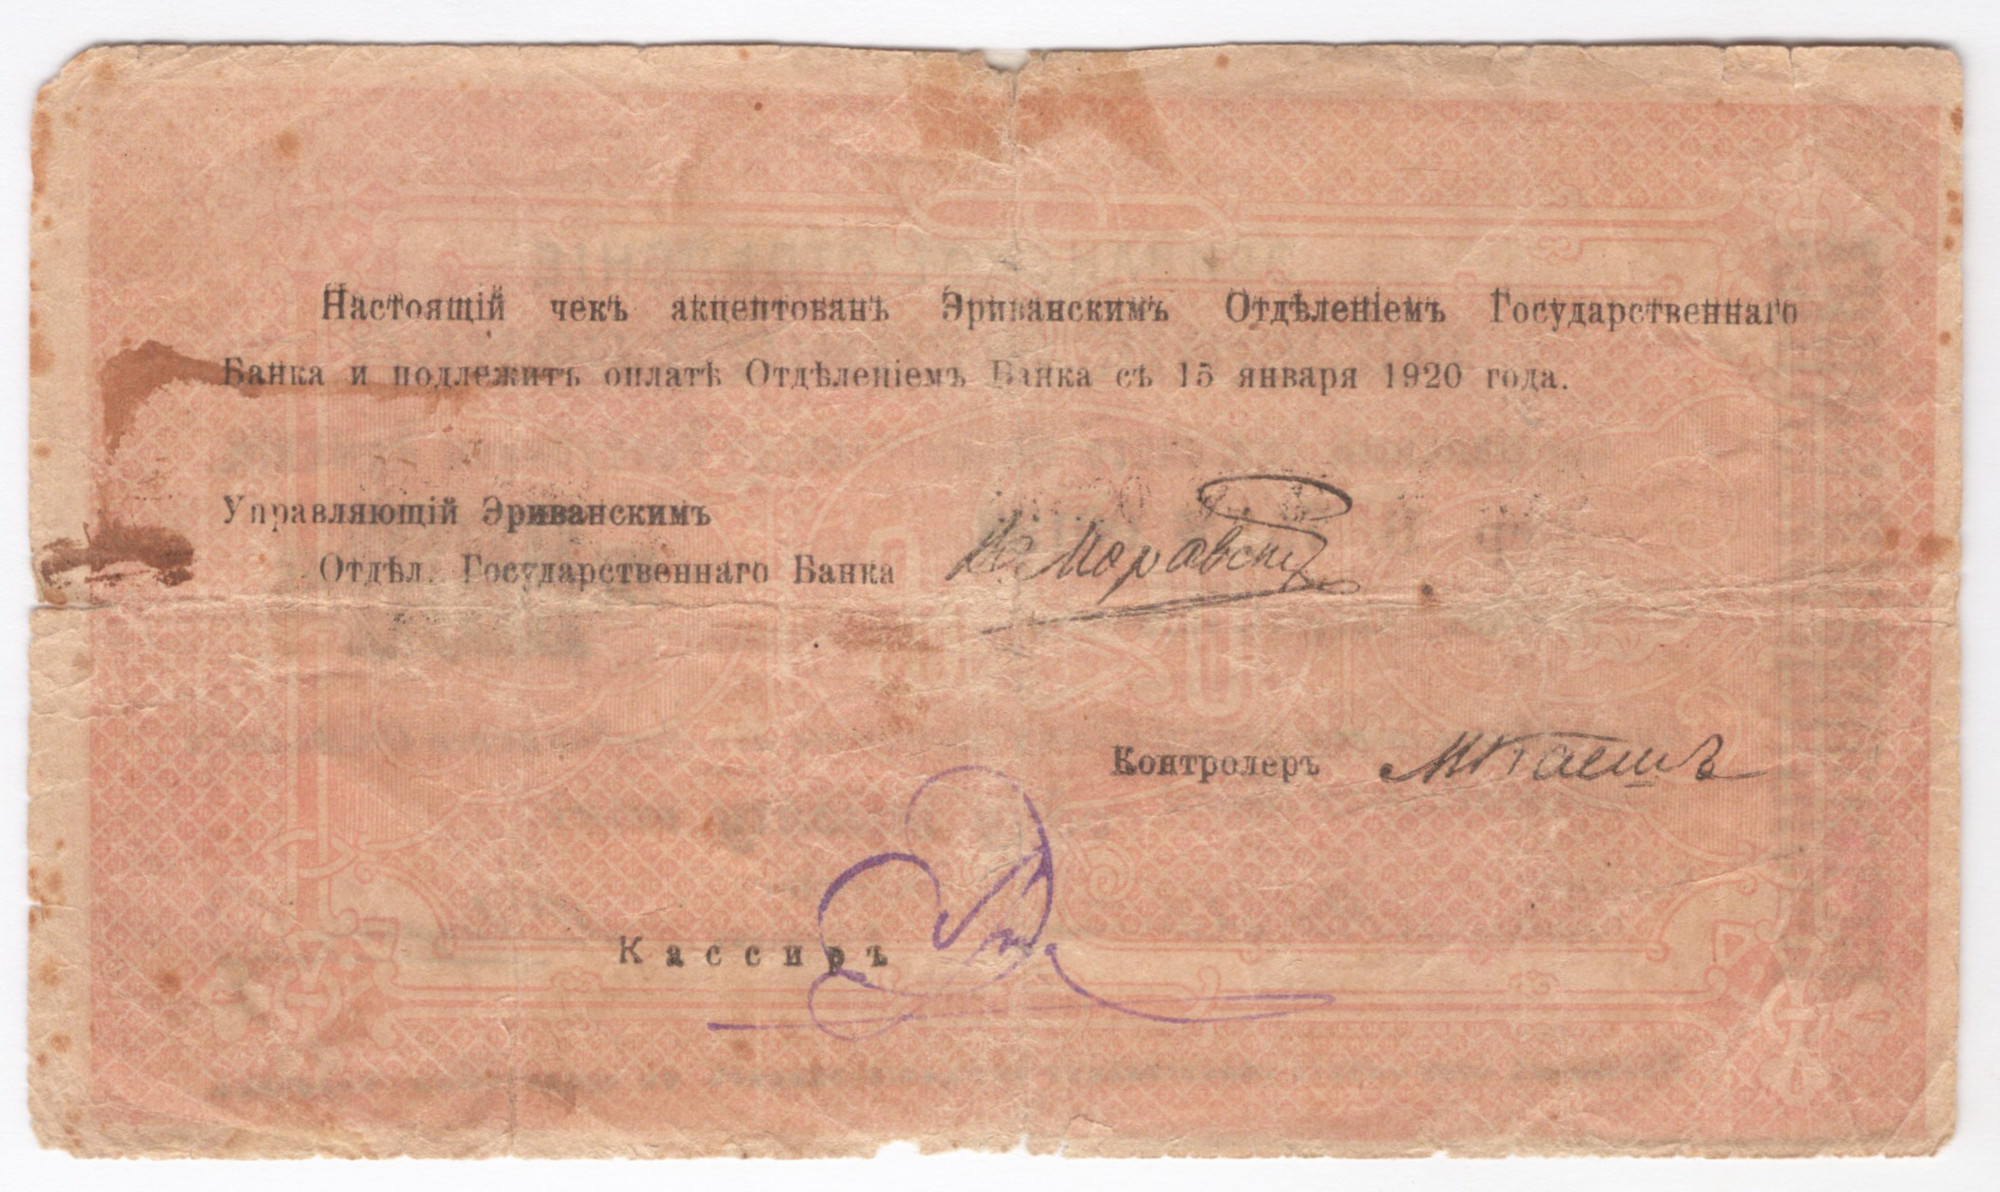 Настоящій чекъ акцептованъ Эриванскимъ Отдѣленіемъ Государственнаго
Банка и подлежитъ оплатѣ Отдѣленіемъ Банка съ 15 января 1920 года.
Управляющій Эриванскимъ
Отдѣл. Государственнаго Банка
Контролеръ
Кассиръ